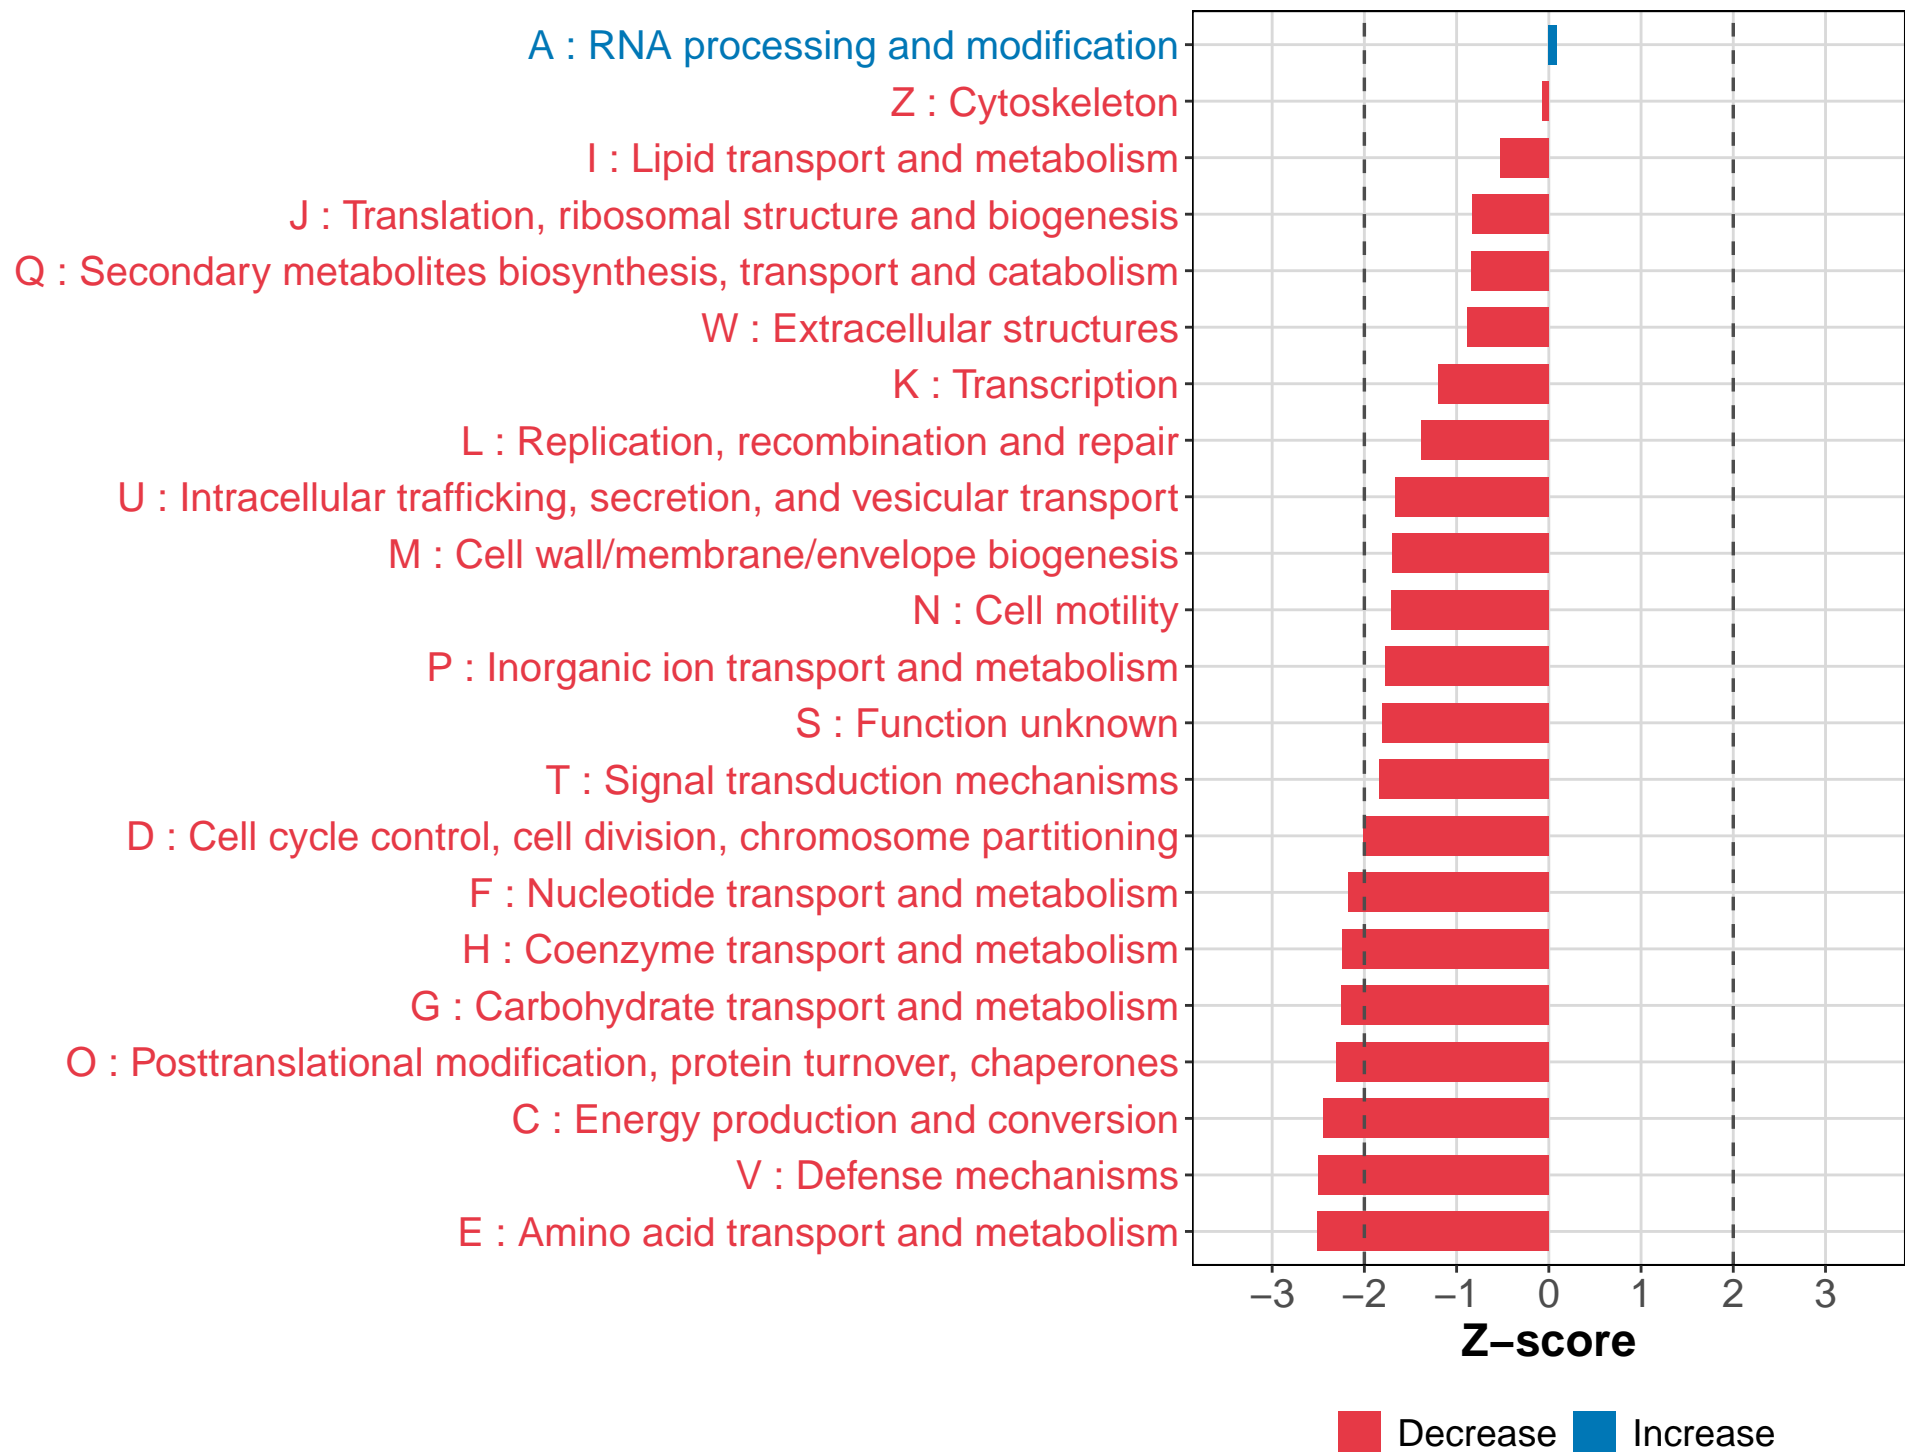 A : RNA processing and modification
Z : Cytoskeleton
I : Lipid transport and metabolism
J : Translation, ribosomal structure and biogenesis
Q : Secondary metabolites biosynthesis, transport and catabolism
W : Extracellular structures
K : Transcription
L : Replication, recombination and repair
U : Intracellular trafficking, secretion, and vesicular transport
M : Cell wall/membrane/envelope biogenesis
N : Cell motility
P : Inorganic ion transport and metabolism
S : Function unknown
T : Signal transduction mechanisms
D : Cell cycle control, cell division, chromosome partitioning
F : Nucleotide transport and metabolism
H : Coenzyme transport and metabolism
G : Carbohydrate transport and metabolism
O : Posttranslational modification, protein turnover, chaperones
C : Energy production and conversion
V : Defense mechanisms
E : Amino acid transport and metabolism
−3 −2 −1 0 1 2 3
Z−score
Decrease Increase